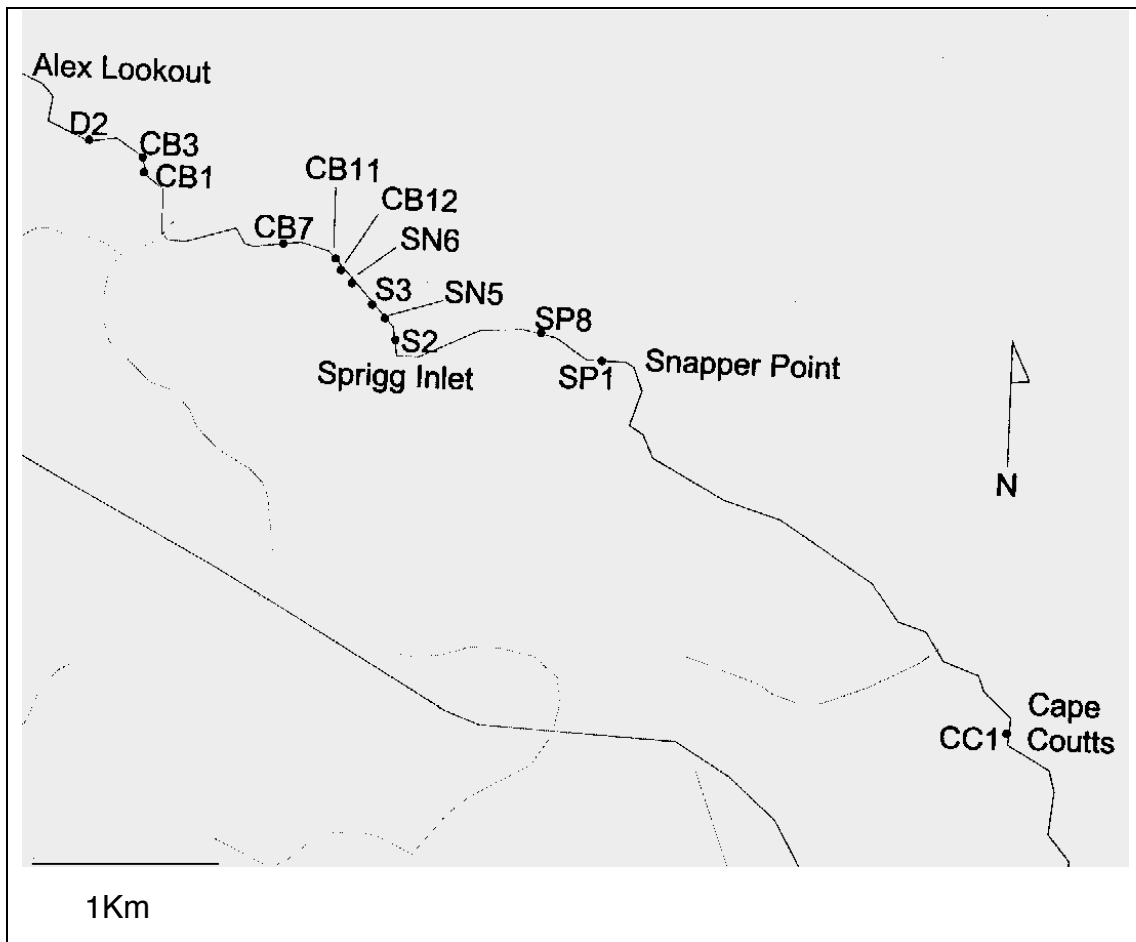 Alex Lookout
D2
CB3
CB1
CB11
CB12
CB7
SN6
S3
SN5
S2
SP8
Sprigg Inlet
SP1
Snapper Point
N
CC1
Cape
Coutts
1Km